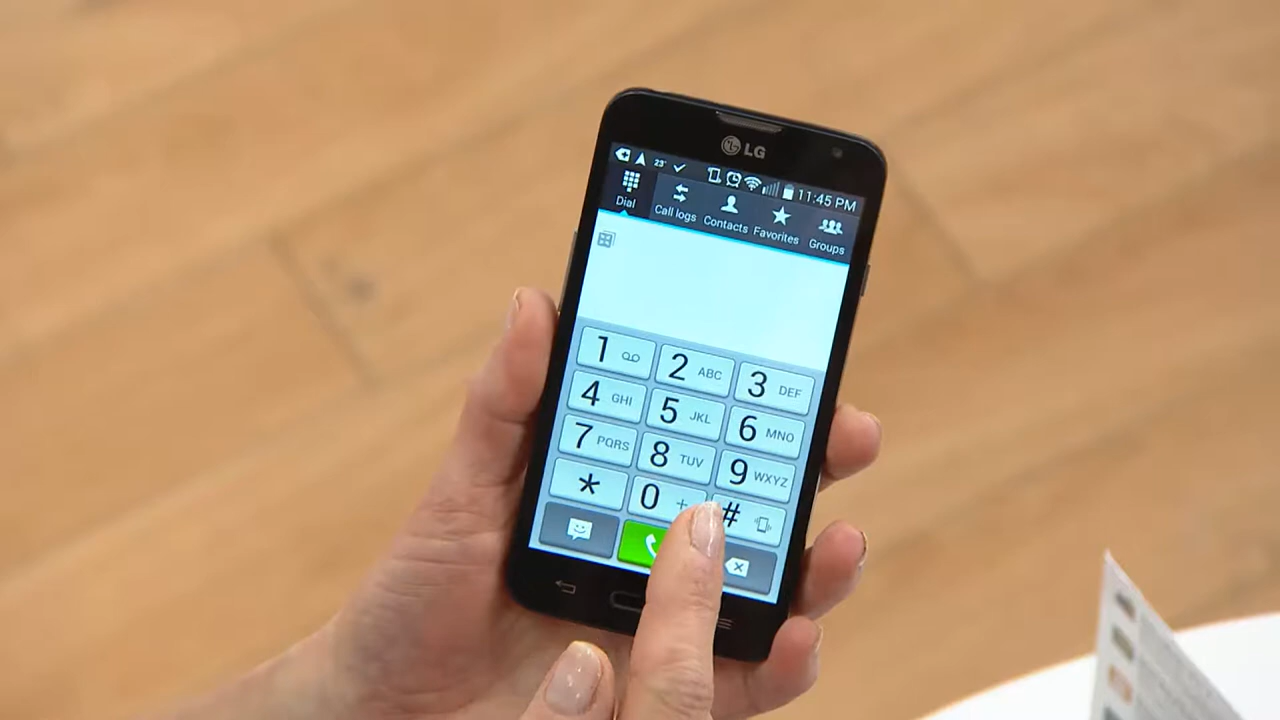 LG
23° 11:45 PM
Dial Call logs Contacts Favorites Groups
1 2 ABC 3 DEF
4 GHI 5 JKL 6 MNO
7 PQRS 8 TUV 9 WXYZ
* 0 + #